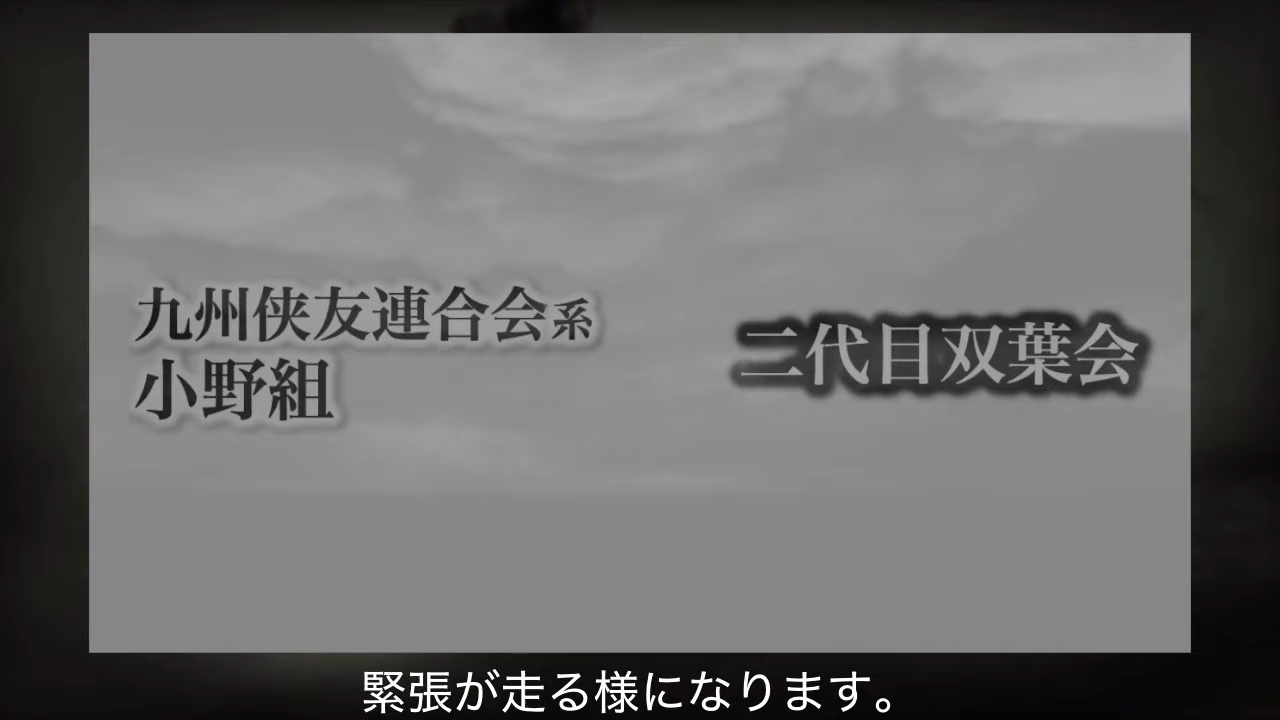 九州侠友連合会系
小野組
二代目双葉会
緊張が走る様になります。